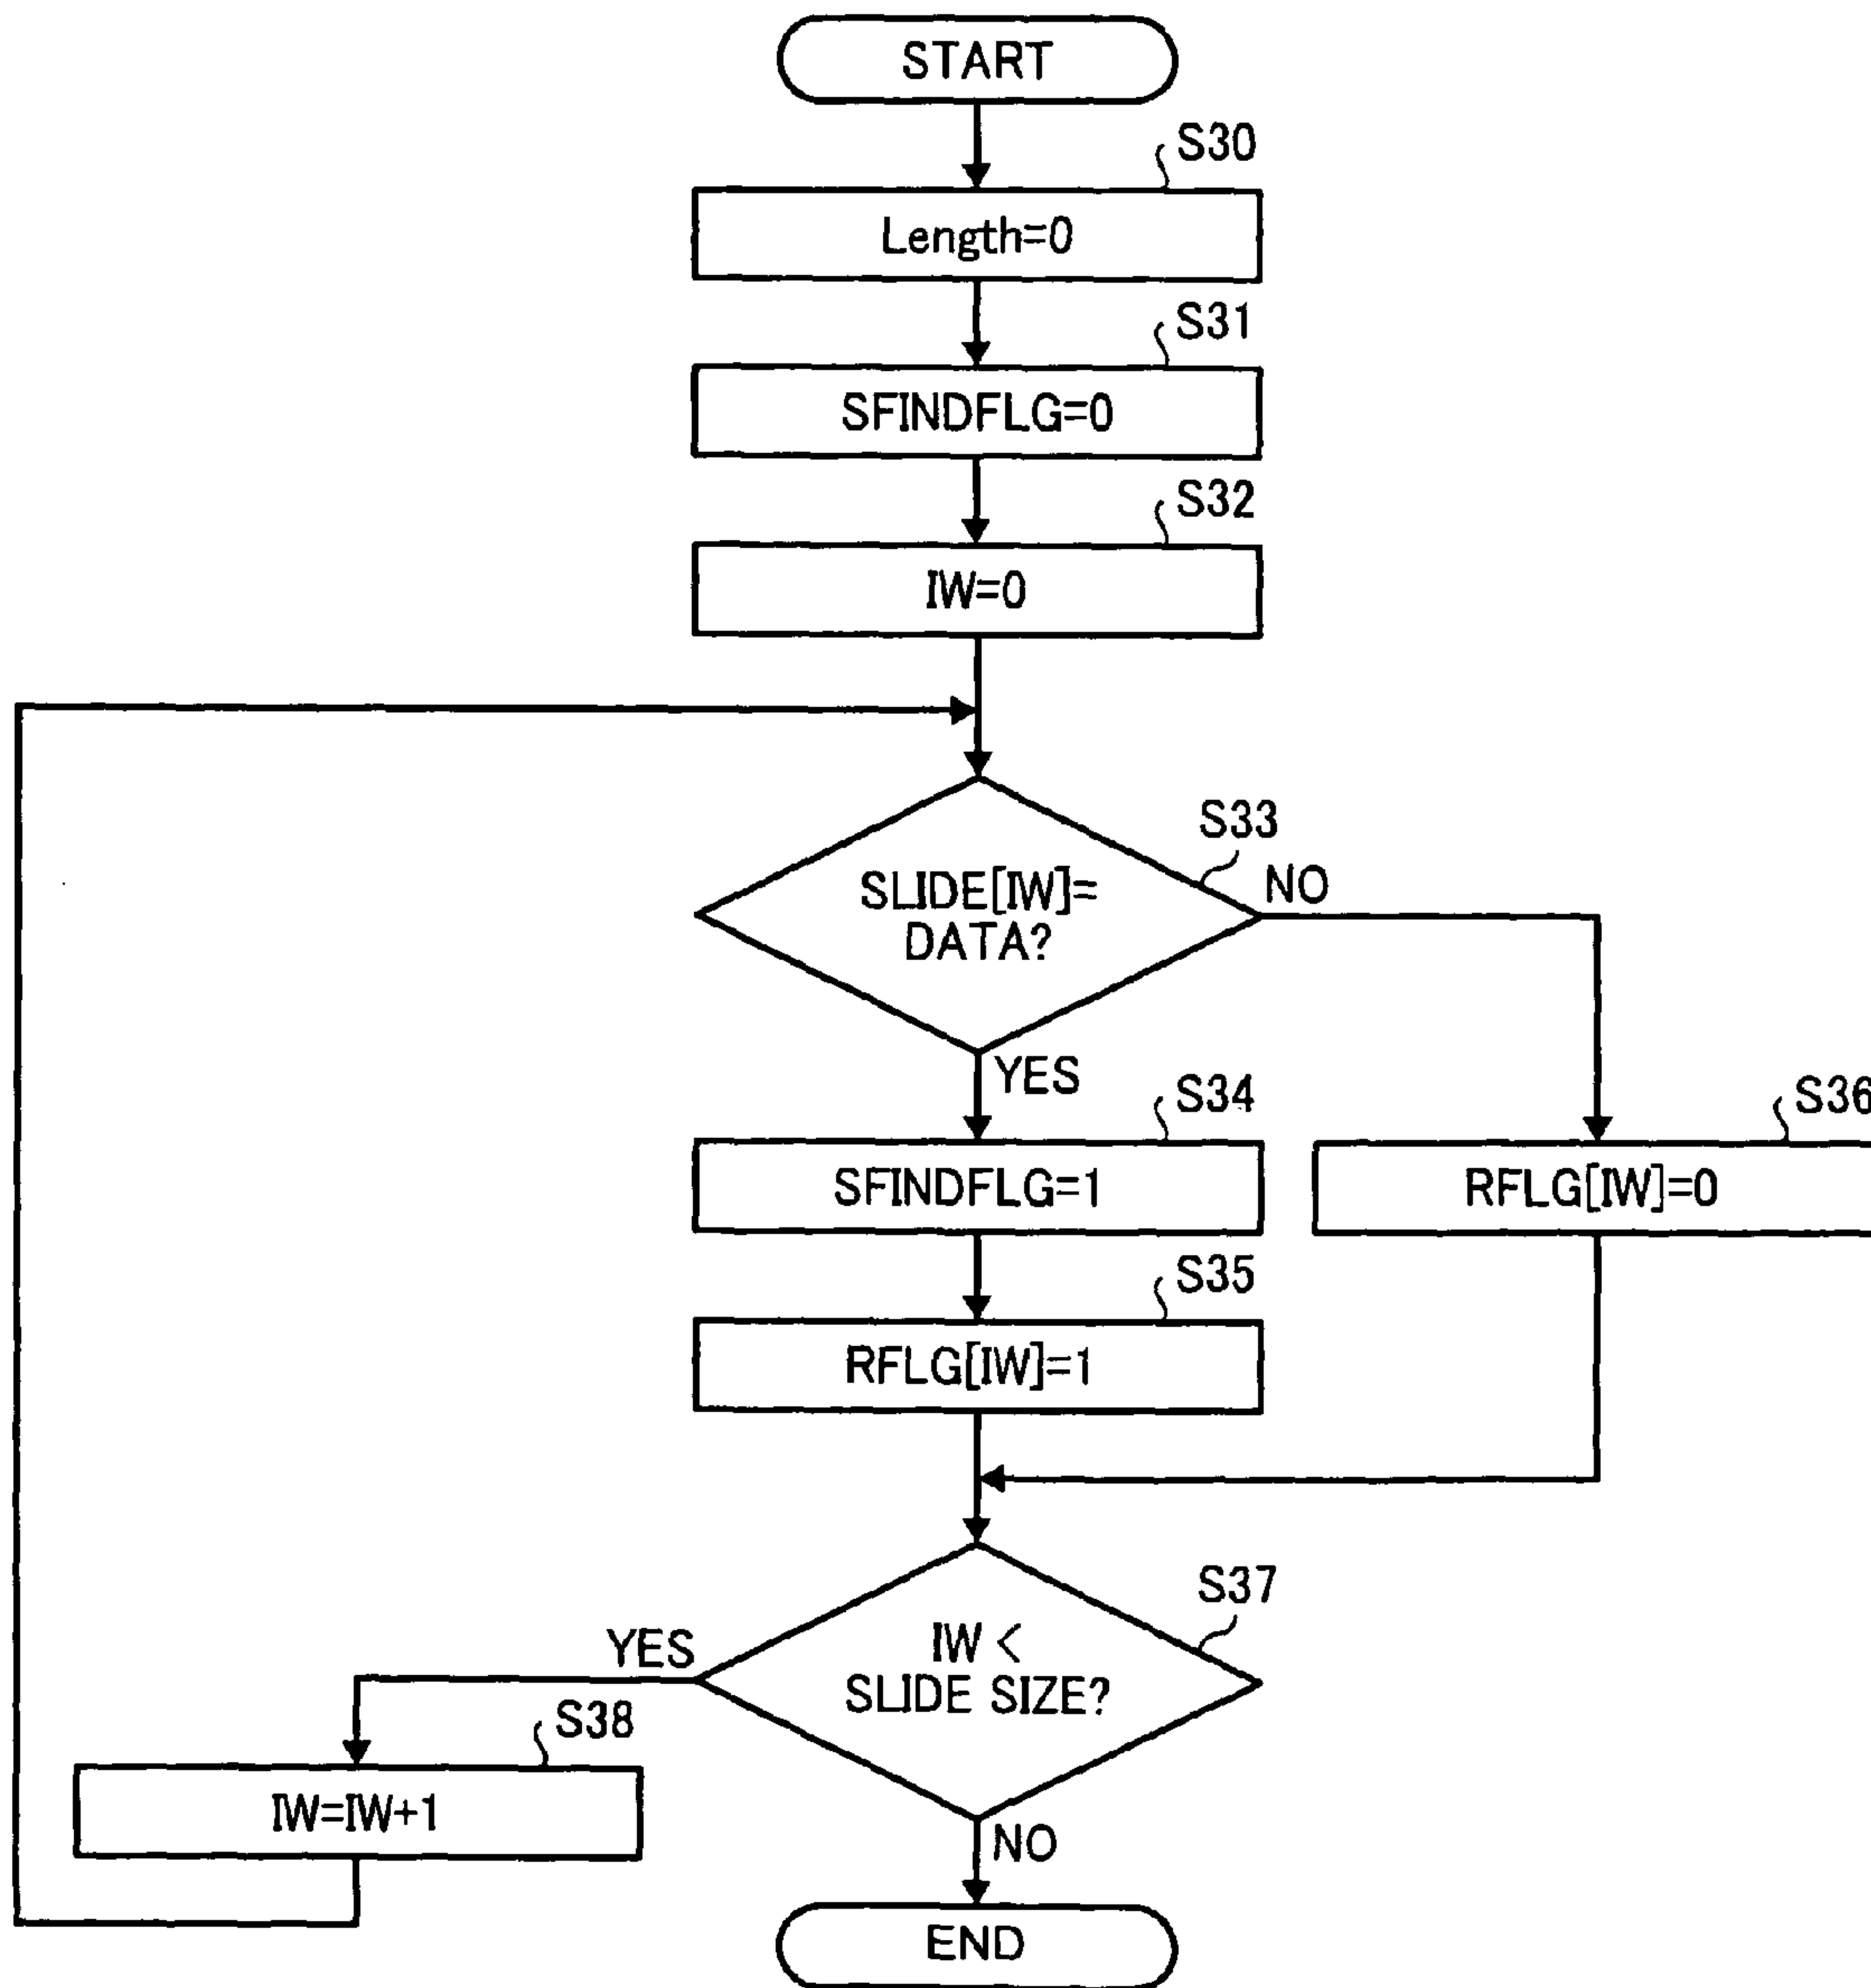 START
S30
Length=0
S31
SFINDFLG=0
S32
IW=0
S33
SLIDE[IW]=
DATA?
NO
YES
S34
SFINDFLG=1
S36
RFLG[IW]=0
S35
RFLG[IW]=1
S37
IW <
SLIDE SIZE?
YES
S38
IW=IW+1
NO
END